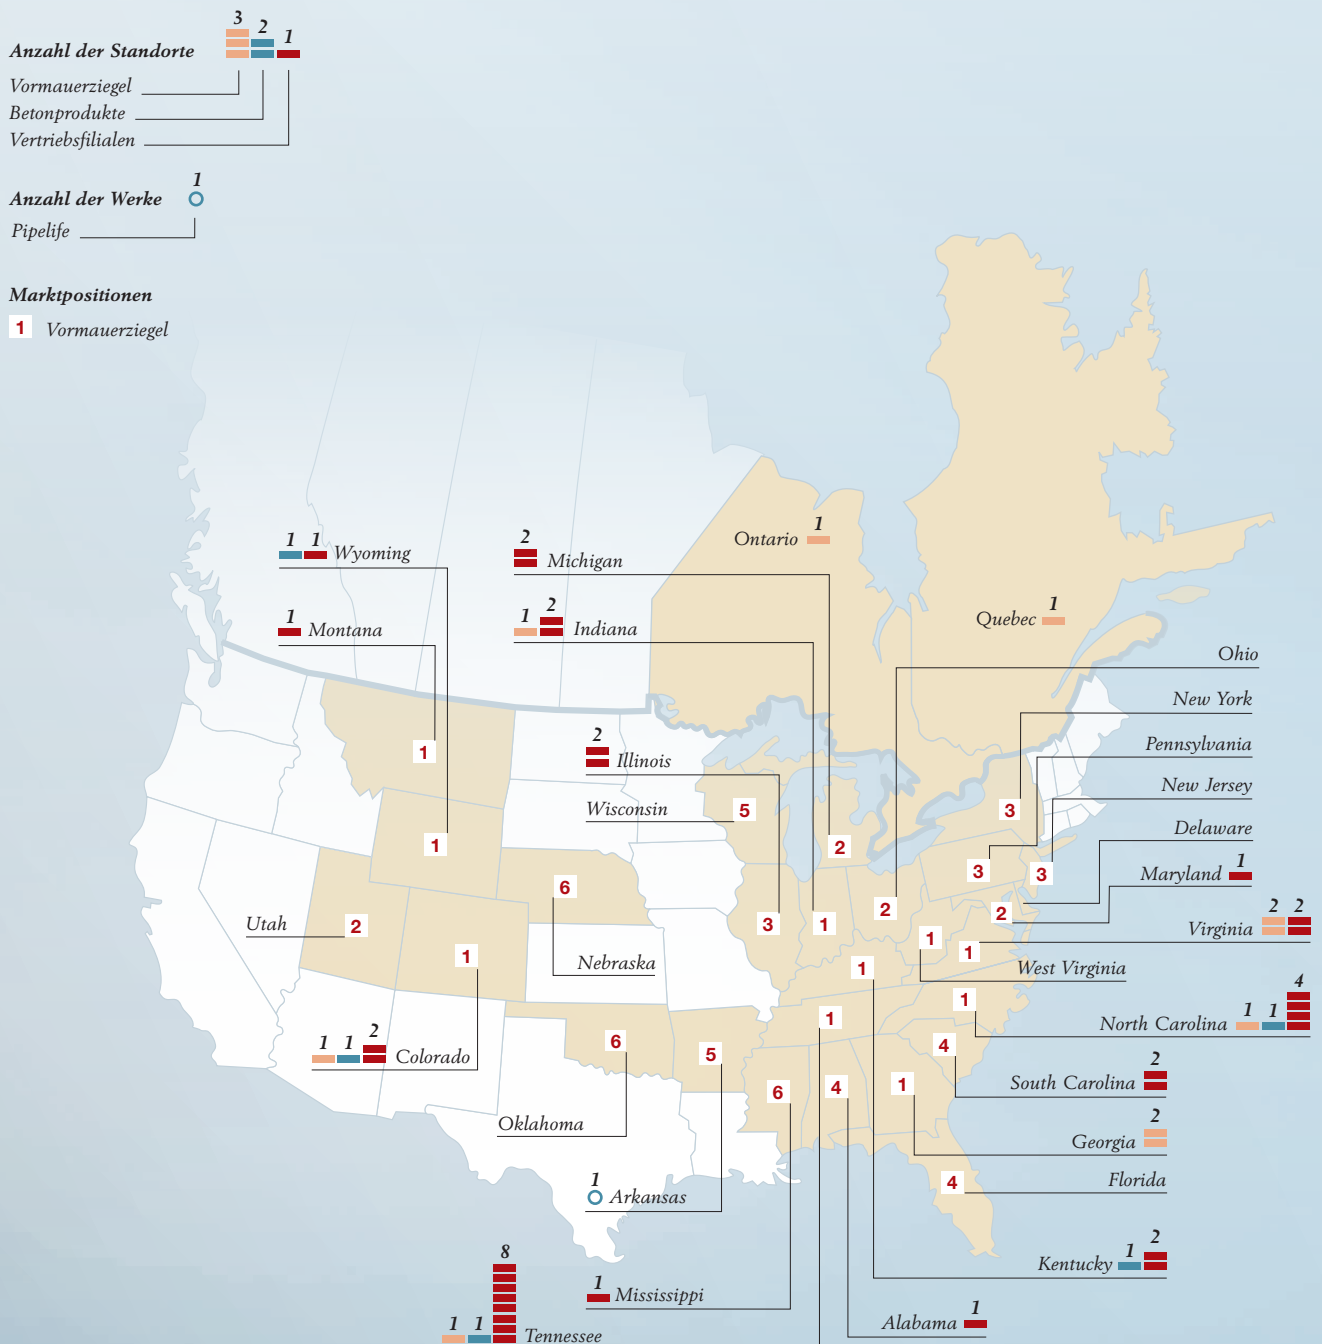 3 2 1
Anzahl der Standorte
Vormauerziegel
Betonprodukte
Vertriebsfilialen
1
Anzahl der Werke
Pipelife
Marktpositionen
1 Vormauerziegel
1
Ontario
1
Quebec
1 1
Wyoming
2
Michigan
1
Montana
1 2
Indiana
Ohio
New York
Pennsylvania
New Jersey
Delaware
1
Maryland
2 2
Virginia
West Virginia
4
1 1
North Carolina
2
South Carolina
2
Georgia
Florida
1 2
Kentucky
1
Alabama
2
Illinois
Wisconsin
Utah
Nebraska
1 1 2
Colorado
Oklahoma
1
Arkansas
1
Mississippi
8
1 1
Tennessee
1
1
5
3
2
3
3
6
2
3
1
2
2
1
1
1
1
1
1
6
5
4
6
4
1
4